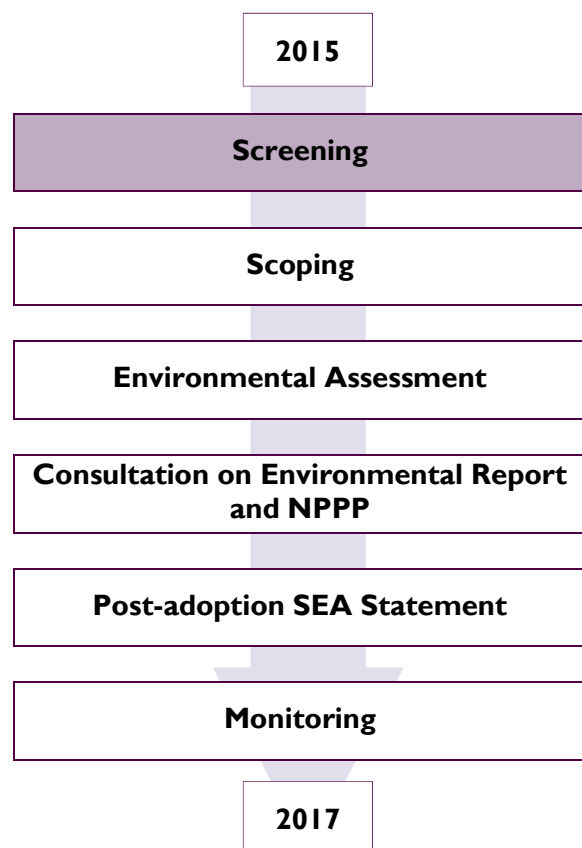 2015
Screening
Scoping
Environmental Assessment
Consultation on Environmental Report
and NPPP
Post-adoption SEA Statement
Monitoring
2017